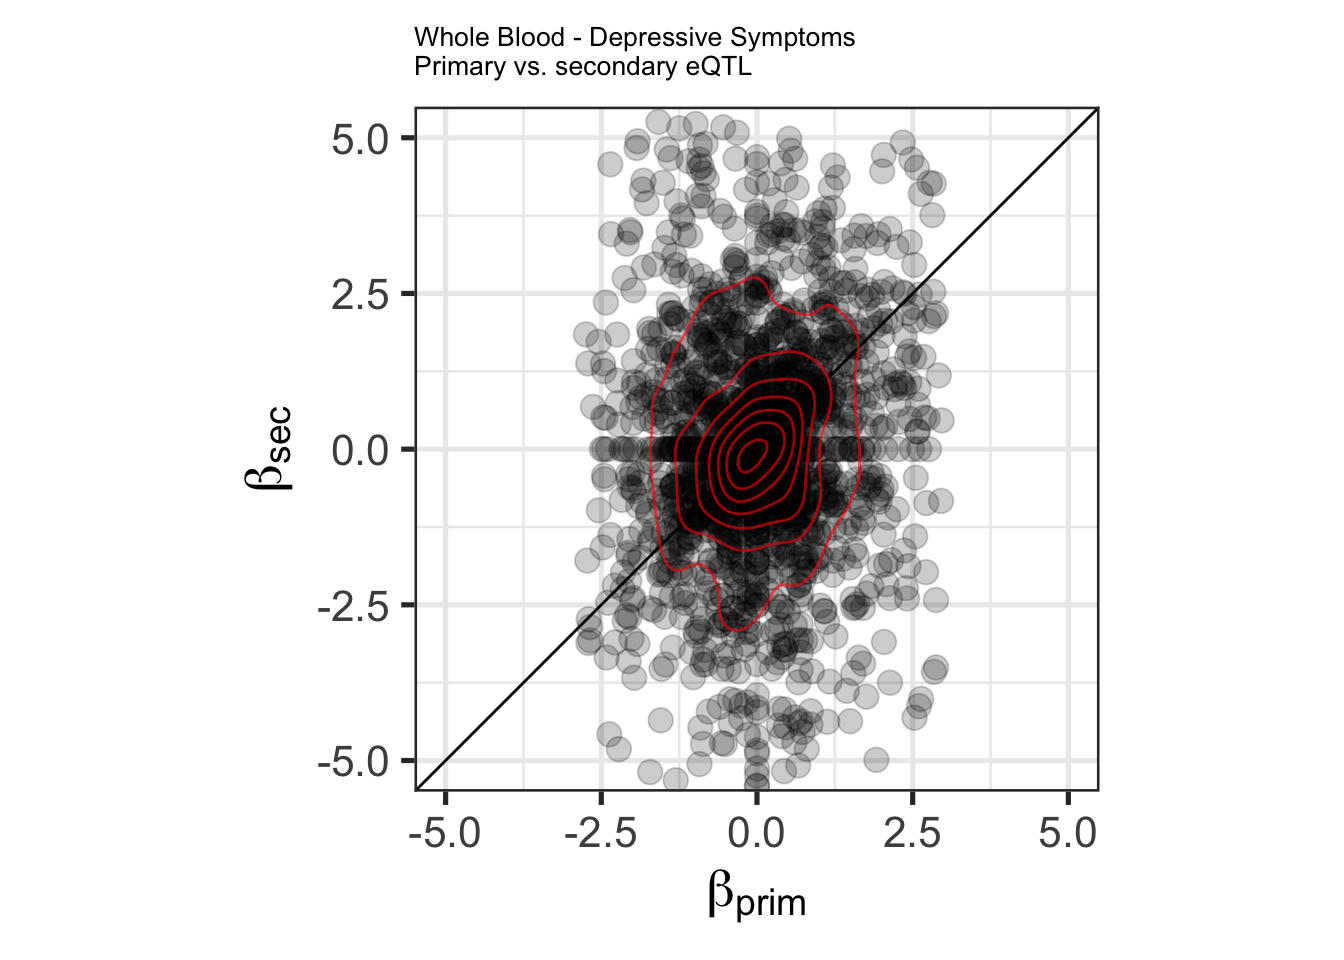 Whole Blood - Depressive Symptoms
Primary vs. secondary eQTL
5.0
2.5
0.0
-2.5
-5.0
βsec
-5.0 -2.5 0.0 2.5 5.0
βprim